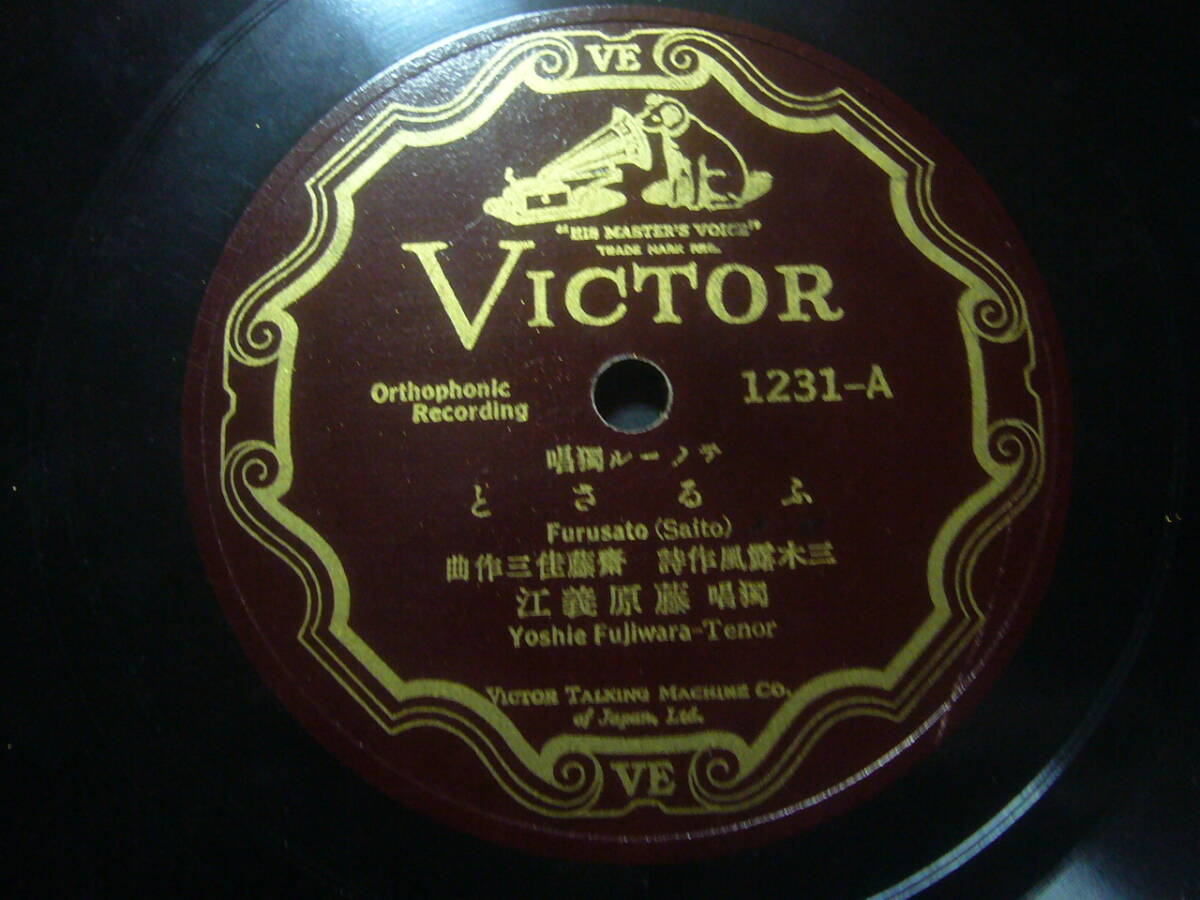 VE
"HIS MASTER'S VOICE"
TRADE MARK REG.
VICTOR
Orthophonic
Recording
1231-A
テノール獨唱
ふるさと
Furusato (Saito)
三木露風作詩 齋藤佳三作曲
獨唱 藤原義江
Yoshie Fujiwara-Tenor
VICTOR TALKING MACHINE CO.
of Japan, Ltd.
VE